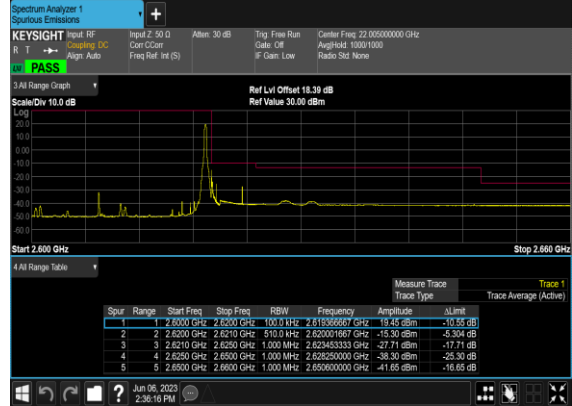 Spectrum Analyzer 1
Spurious Emissions
KEYSIGHT Input: RF Input Z: 50 Ω Atten: 30 dB Trig: Free Run Center Freq: 22.005000000 GHz
R T Coupling: DC Corr CCorr Gate: Off Avg|Hold: 1000/1000
Align: Auto Freq Ref: Int (S) IF Gain: Low Radio Std: None
PASS
3 All Range Graph
Ref Lvl Offset 18.39 dB
Scale/Div 10.0 dB Ref Value 30.00 dBm
Log
20.0
10.0
0.00
-10.0
-20.0
-30.0
-40.0
-50.0
-60.0
Start 2.600 GHz Stop 2.660 GHz
4 All Range Table
Measure Trace Trace 1
Trace Type Trace Average (Active)
Spur Range Start Freq Stop Freq RBW Frequency Amplitude ΔLimit
1 1 2.6000 GHz 2.6200 GHz 100.0 kHz 2.619366667 GHz 19.45 dBm -10.55 dB
2 2 2.6200 GHz 2.6210 GHz 510.0 kHz 2.620001667 GHz -15.30 dBm -5.304 dB
3 3 2.6210 GHz 2.6250 GHz 1.000 MHz 2.623453333 GHz -27.71 dBm -17.71 dB
4 4 2.6250 GHz 2.6500 GHz 1.000 MHz 2.628250000 GHz -38.30 dBm -25.30 dB
5 5 2.6500 GHz 2.6600 GHz 1.000 MHz 2.650600000 GHz -41.65 dBm -16.65 dB
Jun 06, 2023
2:36:16 PM